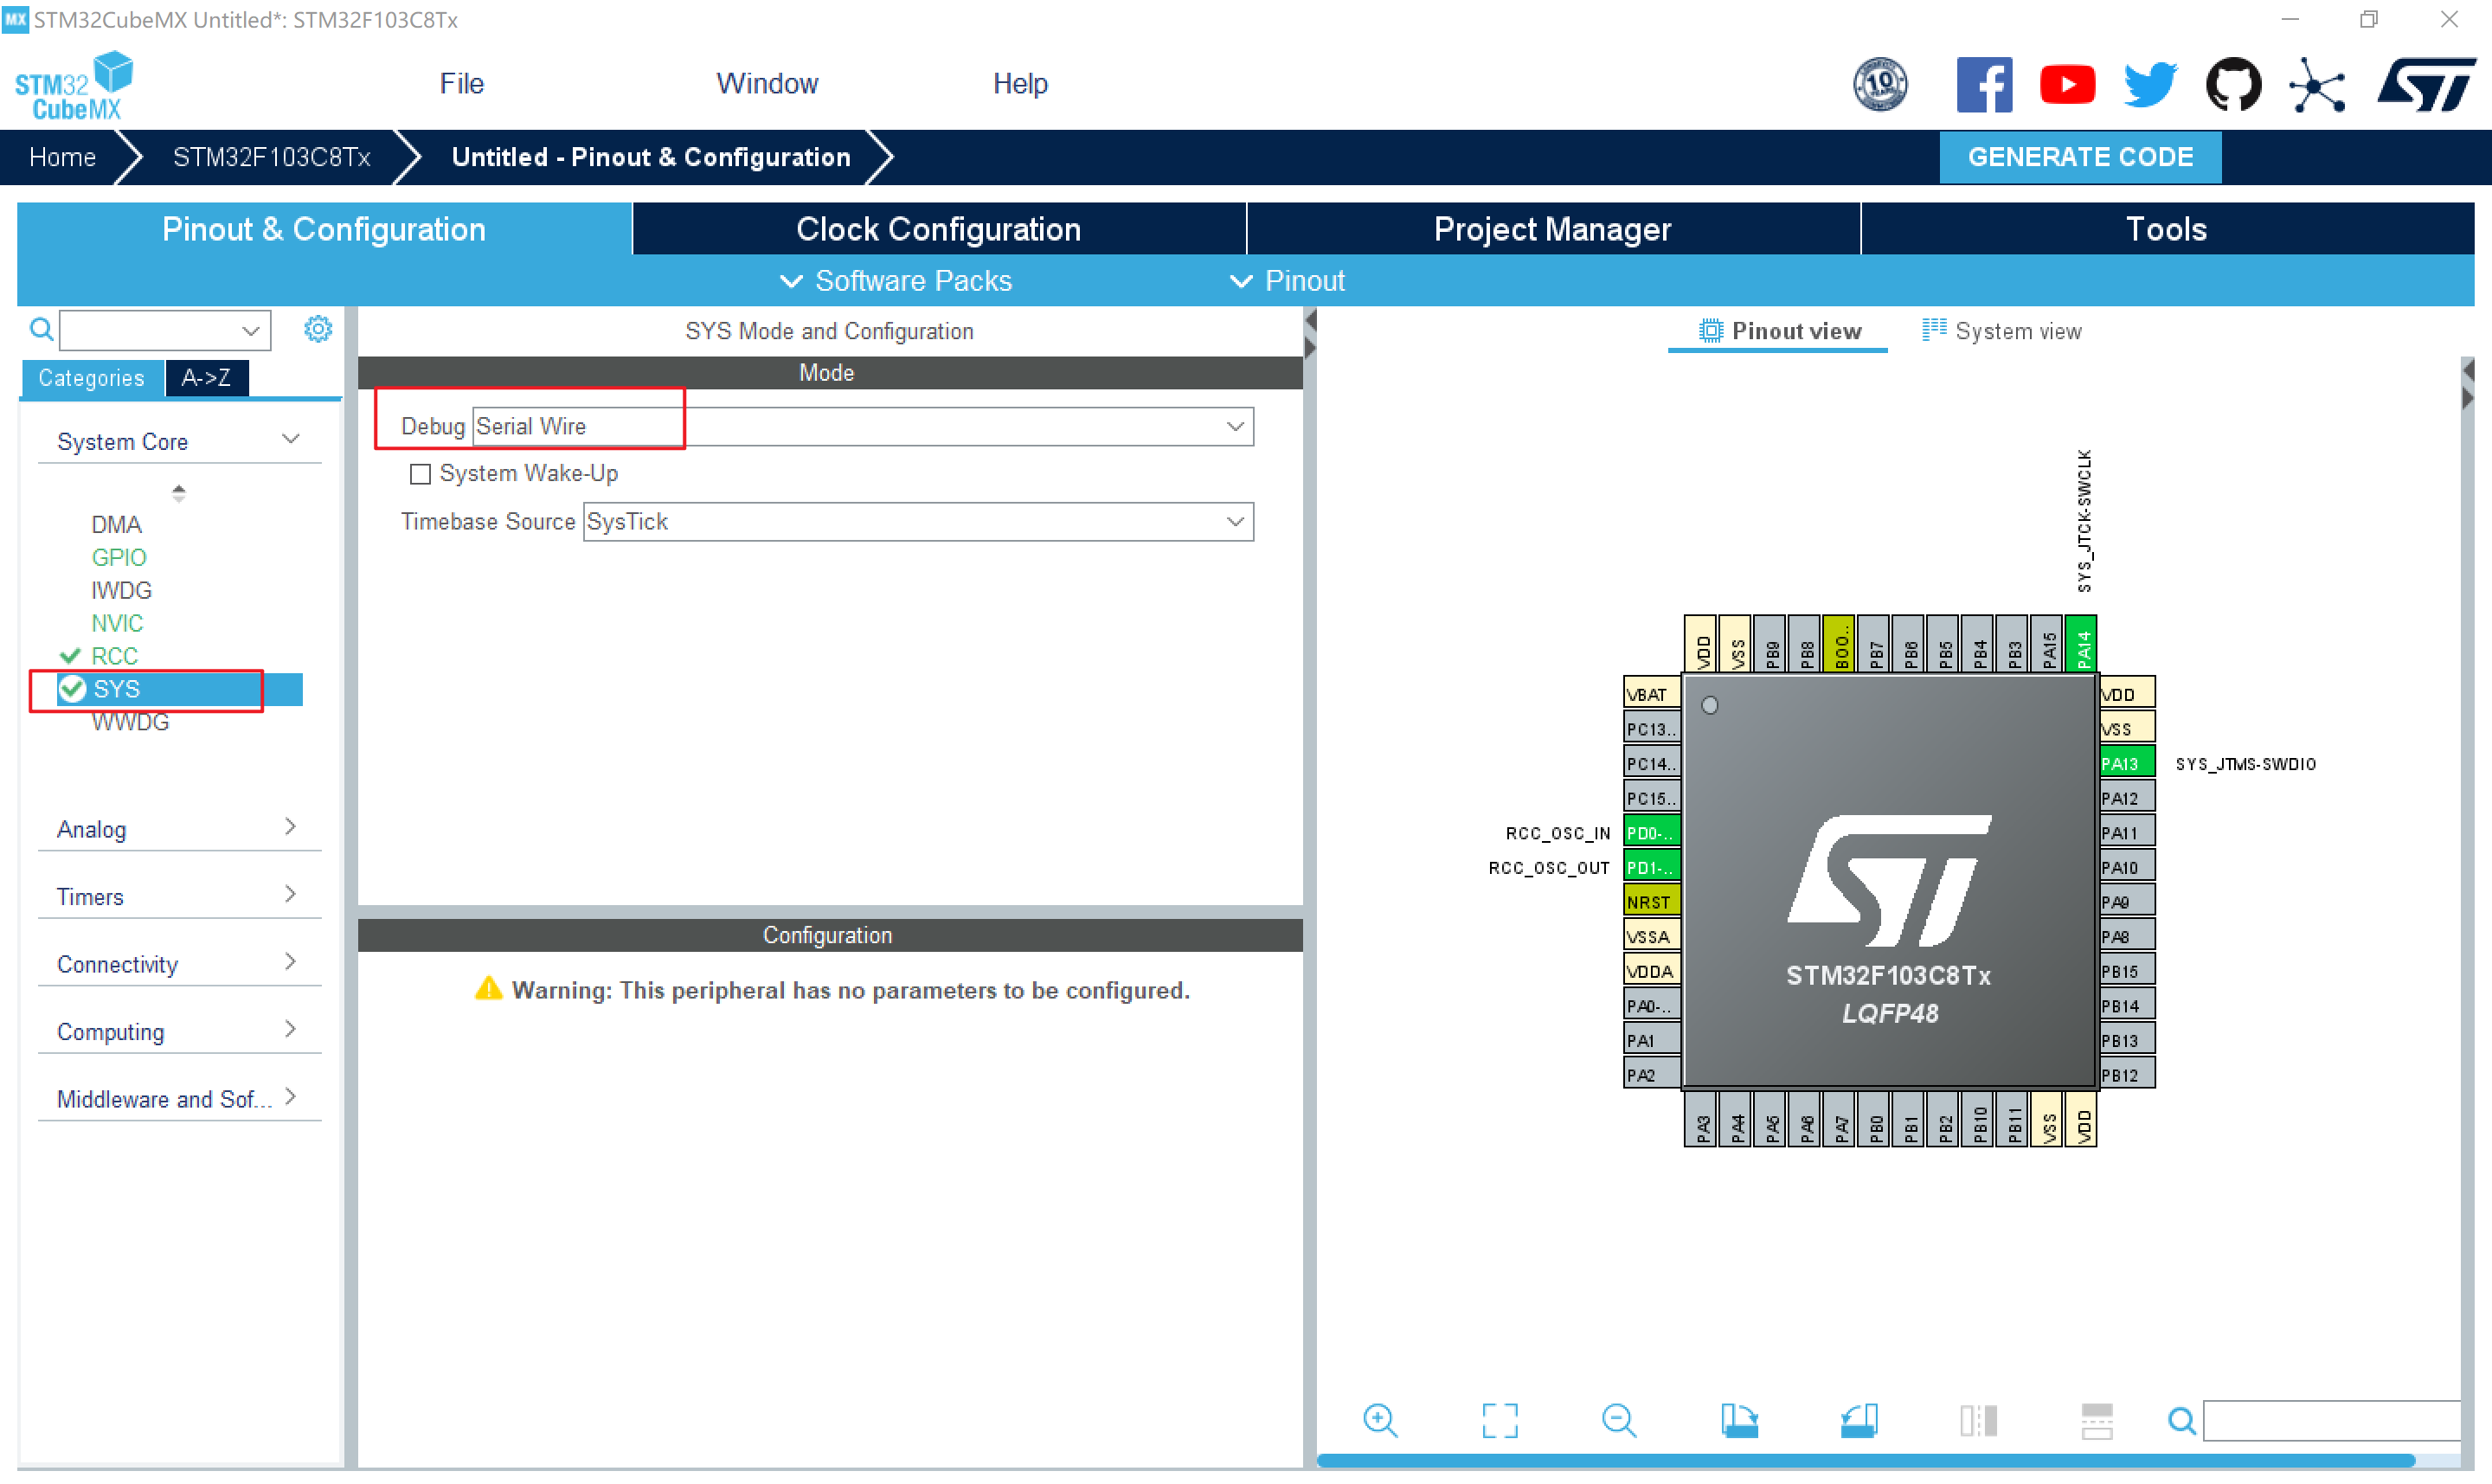 MX STM32CubeMX Untitled*: STM32F103C8Tx
STM32
CubeMX
File Window Help
10 YEARS
ST
Home STM32F103C8Tx Untitled - Pinout & Configuration GENERATE CODE
Pinout & Configuration Clock Configuration Project Manager Tools
Software Packs Pinout
Categories A->Z
System Core
DMA
GPIO
IWDG
NVIC
RCC
SYS
WWDG
Analog
Timers
Connectivity
Computing
Middleware and Sof...
SYS Mode and Configuration
Mode
Debug Serial Wire
System Wake-Up
Timebase Source SysTick
Configuration
Warning: This peripheral has no parameters to be configured.
Pinout view System view
SYS_JTCK-SWCLK
VDD VSS PB9 PB8 BOO.. PB7 PB6 PB5 PB4 PB3 PA15 PA14
VBAT VDD
PC13.. VSS
PC14.. PA13 SYS_JTMS-SWDIO
PC15.. PA12
RCC_OSC_IN PD0-.. PA11
RCC_OSC_OUT PD1-.. PA10
NRST PA9
VSSA PA8
VDDA PB15
PA0-.. PB14
PA1 PB13
PA2 PB12
ST
STM32F103C8Tx
LQFP48
PA3 PA4 PA5 PA6 PA7 PB0 PB1 PB2 PB10 PB11 VSS VDD